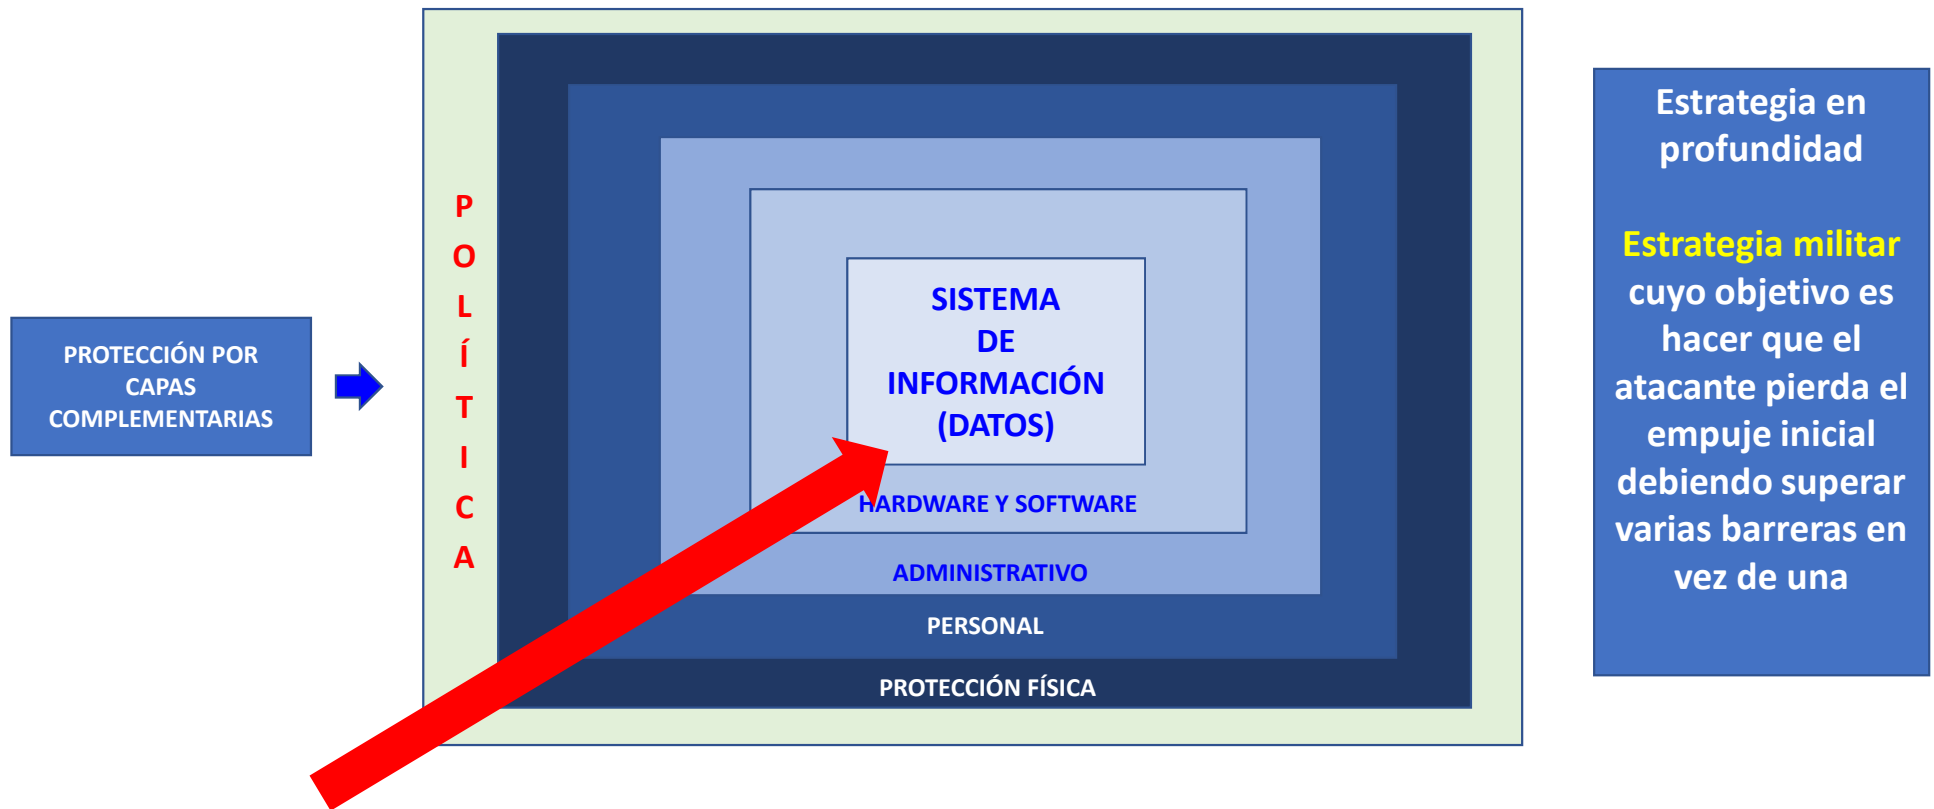 PROTECCIÓN POR
CAPAS
COMPLEMENTARIAS
POLÍTICA
SISTEMA
DE
INFORMACIÓN
(DATOS)
HARDWARE Y SOFTWARE
ADMINISTRATIVO
PERSONAL
PROTECCIÓN FÍSICA
Estrategia en
profundidad
Estrategia militar
cuyo objetivo es
hacer que el
atacante pierda el
empuje inicial
debiendo superar
varias barreras en
vez de una